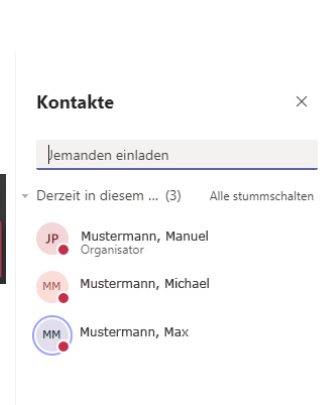 Kontakte
Jemanden einladen
Derzeit in diesem ... (3) Alle stummschalten
JP Mustermann, Manuel
Organisator
MM Mustermann, Michael
MM Mustermann, Max